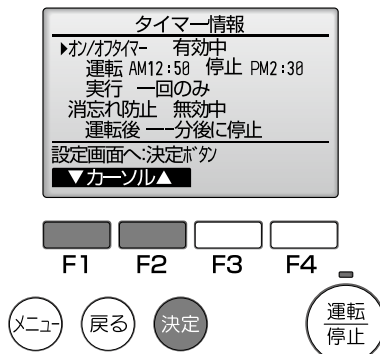 タイマー情報
▶オン/オフタイマー 有効中
運転 AM12:50 停止 PM2:30
実行 一回のみ
消忘れ防止 無効中
運転後 ーー分後に停止
設定画面へ:決定ボタン
▼カーソル▲
F1 F2 F3 F4
メニュー 戻る 決定 運転
停止